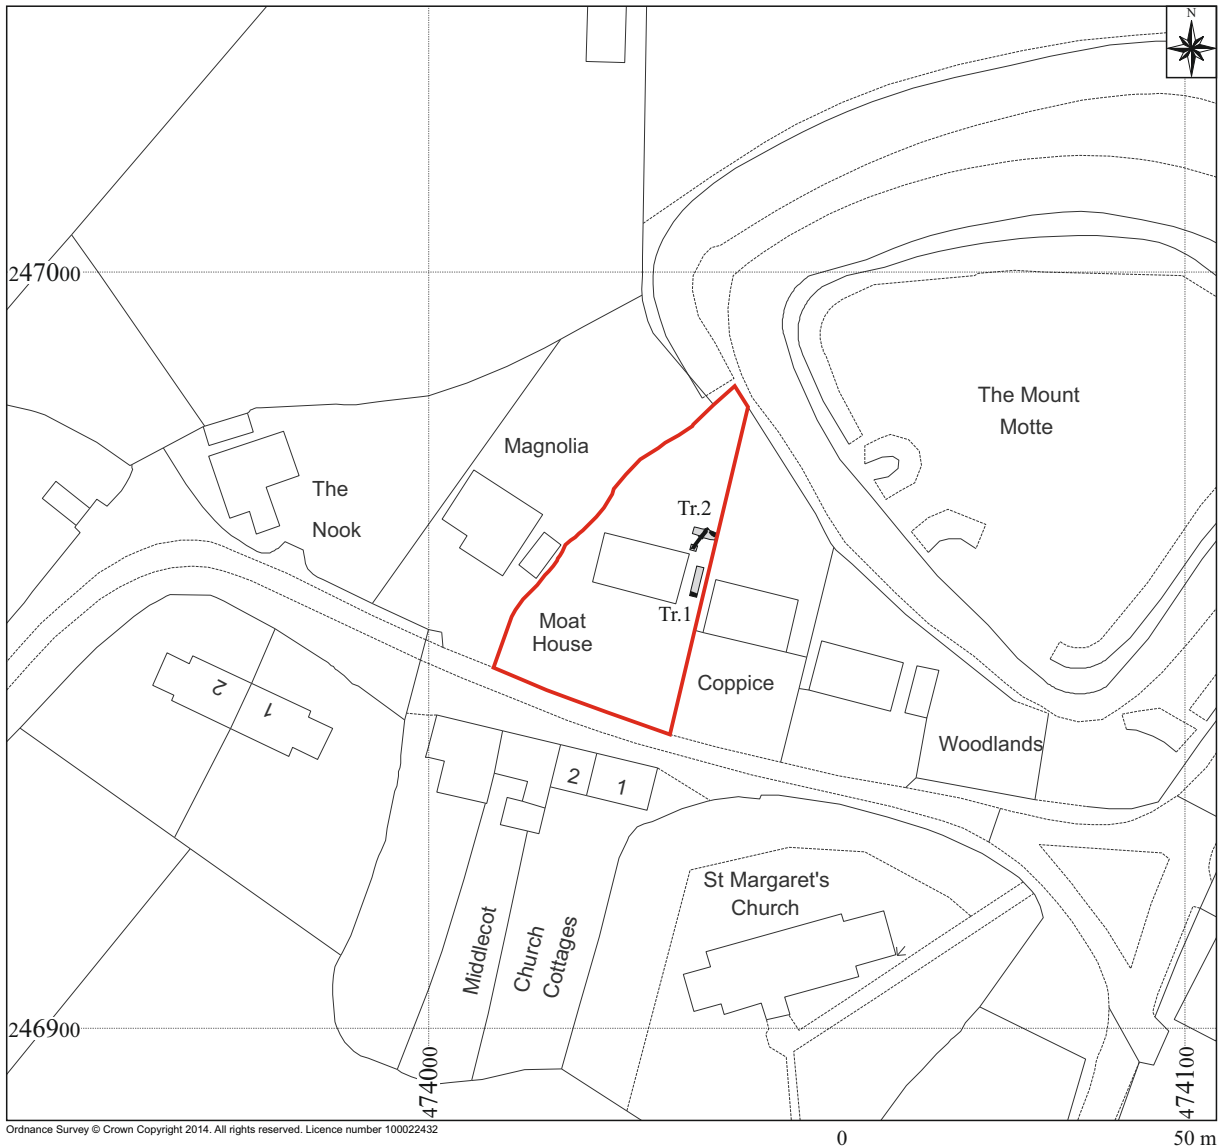 N
24700
The Mount
Motte
Magnolia
The
Nook
Tr.2
Tr.1
Moat
House
Coppice
Woodlands
2
1
2
1
St Margaret's
Church
Middlecot
Church
Cottages
246900
474000
474100
Ordnance Survey © Crown Copyright 2014. All rights reserved. Licence number 100022432
0
50 m